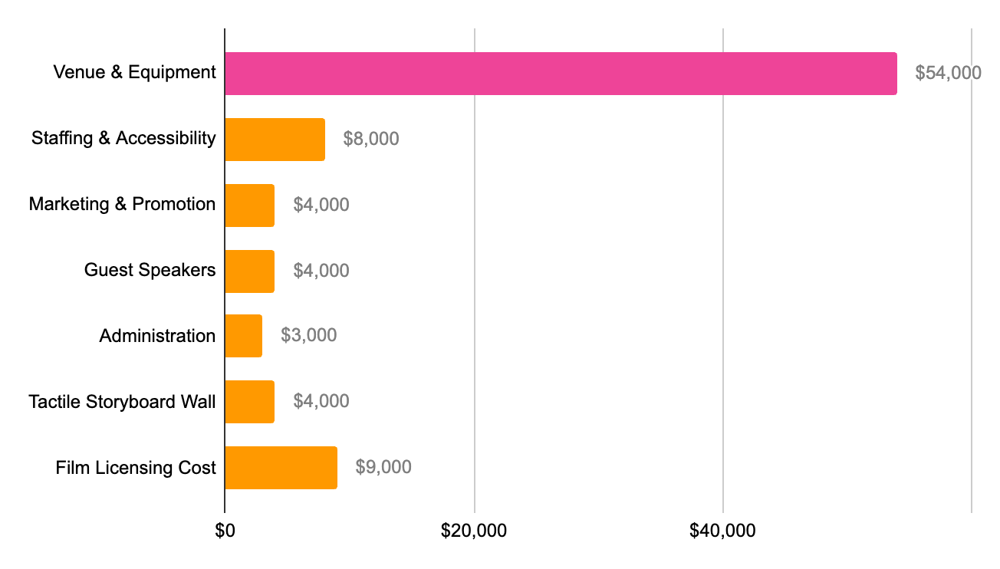 Venue & Equipment $54,000
Staffing & Accessibility $8,000
Marketing & Promotion $4,000
Guest Speakers $4,000
Administration $3,000
Tactile Storyboard Wall $4,000
Film Licensing Cost $9,000
$0 $20,000 $40,000